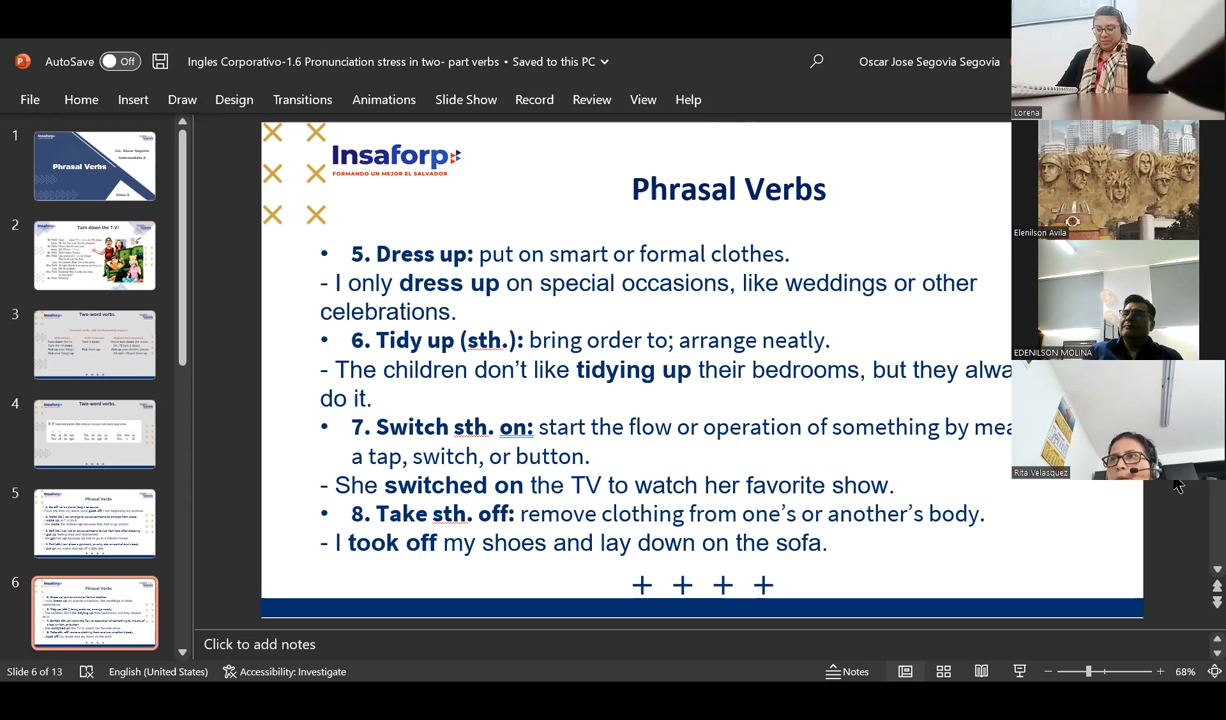 AutoSave Off Ingles Corporativo-1.6 Pronunciation stress in two- part verbs • Saved to this PC Oscar Jose Segovia Segovia
File Home Insert Draw Design Transitions Animations Slide Show Record Review View Help
Lorena
Elenilson Avila
EDENILSON MOLINA
Rita Velasquez
1
Phrasal Verbs
2
Turn down the T.V!
3
Two-word verbs.
4
Two-word verbs.
5
Phrasal Verbs
6
Phrasal Verbs
Insaforp
FORMANDO UN MEJOR EL SALVADOR
Phrasal Verbs
• 5. Dress up: put on smart or formal clothes.
- I only dress up on special occasions, like weddings or other
celebrations.
• 6. Tidy up (sth.): bring order to; arrange neatly.
- The children don't like tidying up their bedrooms, but they alwa
do it.
• 7. Switch sth. on: start the flow or operation of something by mea
a tap, switch, or button.
- She switched on the TV to watch her favorite show.
• 8. Take sth. off: remove clothing from one's or another's body.
- I took off my shoes and lay down on the sofa.
Click to add notes
Slide 6 of 13 English (United States) Accessibility: Investigate Notes 68%